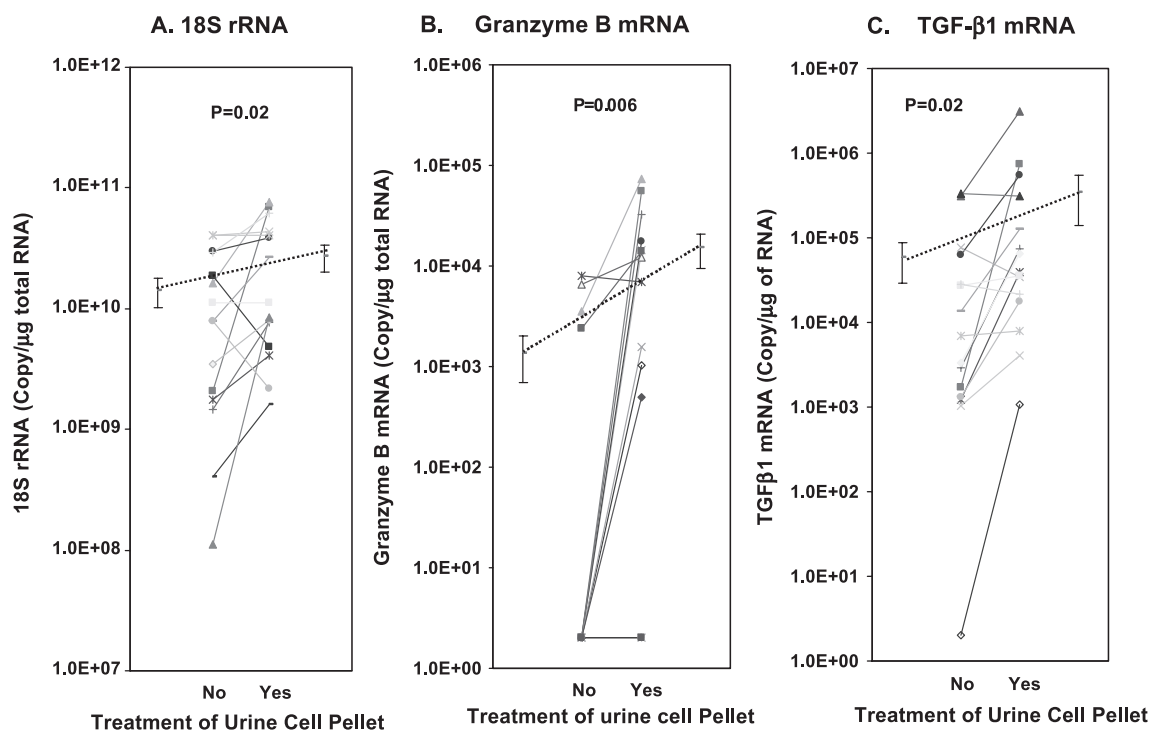 A. 18S rRNA
1.0E+12
1.0E+11
1.0E+10
1.0E+09
1.0E+08
1.0E+07
P=0.02
18S rRNA (Copy/µg total RNA)
No Yes
Treatment of Urine Cell Pellet
B. Granzyme B mRNA
1.0E+06
1.0E+05
1.0E+04
1.0E+03
1.0E+02
1.0E+01
1.0E+00
P=0.006
Granzyme B mRNA (Copy/µg total RNA)
No Yes
Treatment of urine cell Pellet
C. TGF-β1 mRNA
1.0E+07
1.0E+06
1.0E+05
1.0E+04
1.0E+03
1.0E+02
1.0E+01
1.0E+00
P=0.02
TGFβ1 mRNA (Copy/µg of RNA)
No Yes
Treatment of Urine Cell Pellet